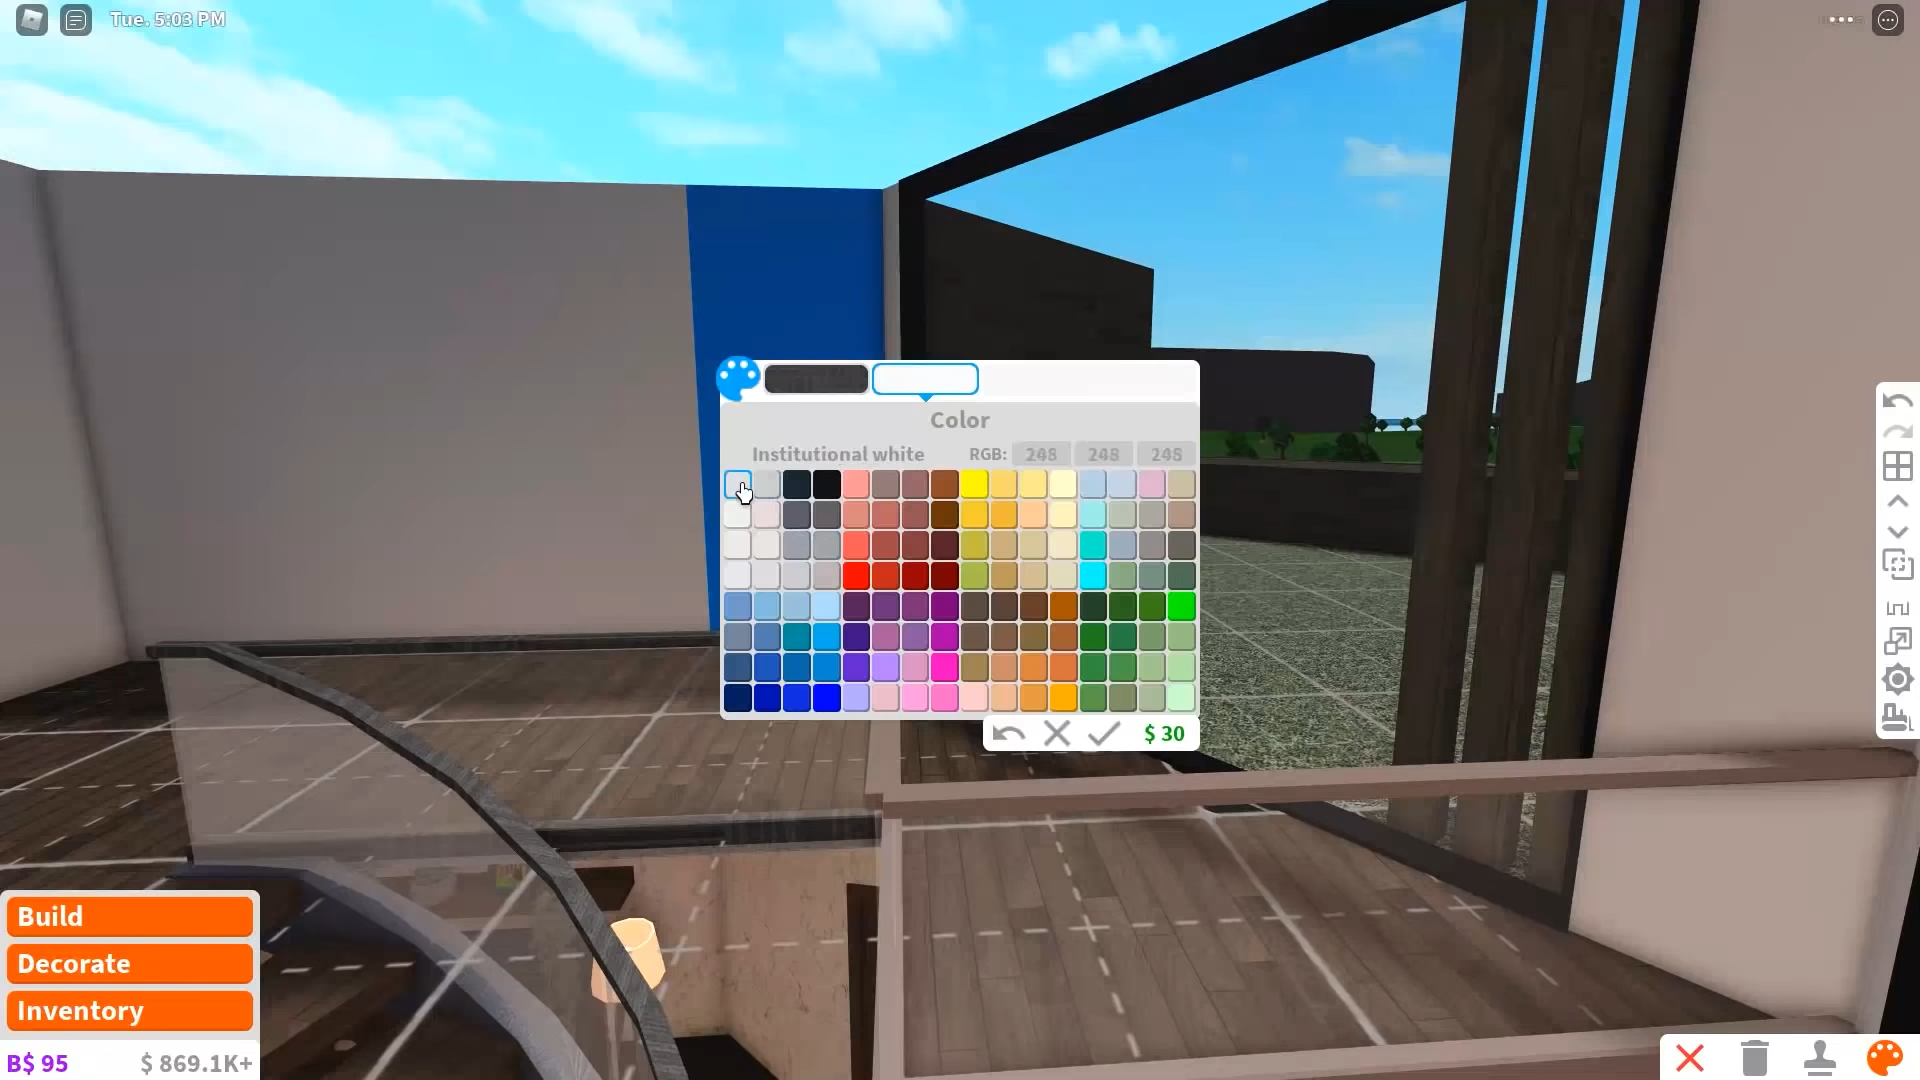 Tue. 5:03 PM
Color
Institutional white RGB: 248 248 248
$ 30
Build
Decorate
Inventory
B$ 95 $ 869.1K+